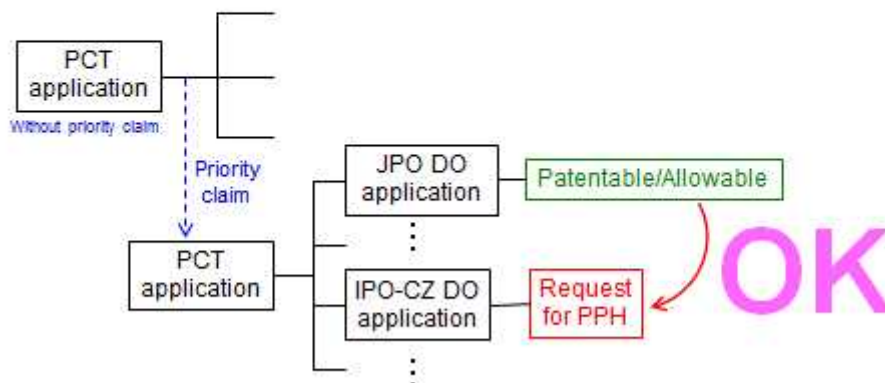 PCT
application
Without priority claim
Priority
claim
PCT
application
JPO DO
application
Patentable/Allowable
IPO-CZ DO
application
Request
for PPH
OK